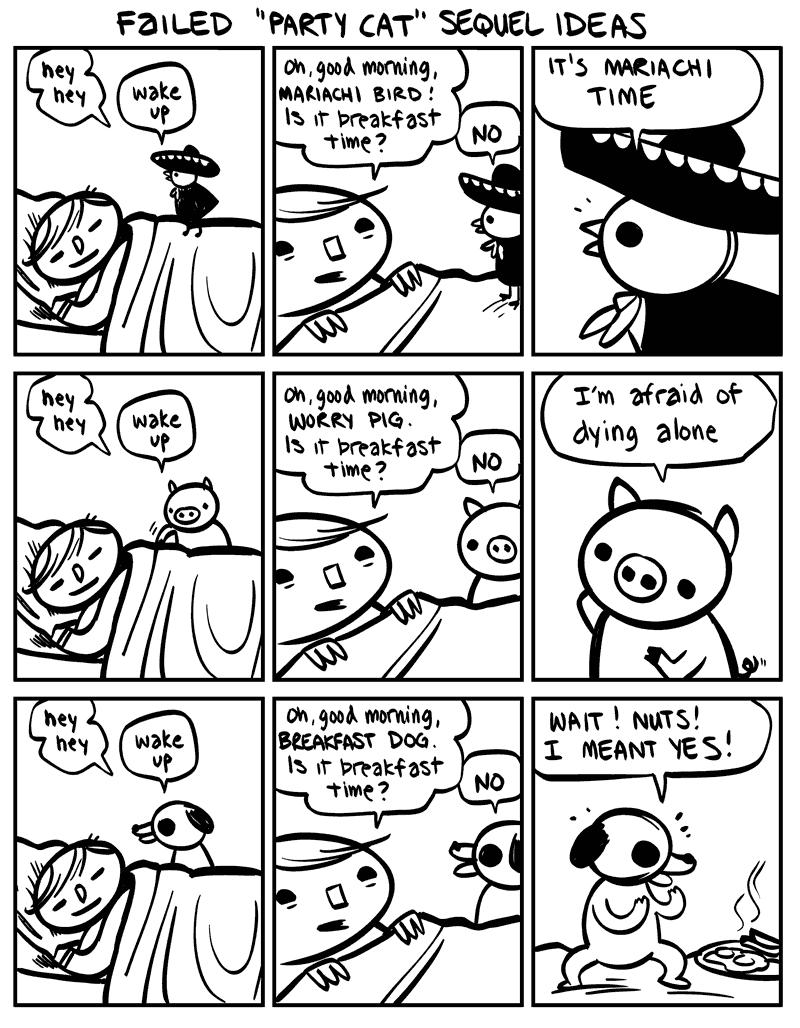 FAILED "PARTY CAT" SEQUEL IDEAS
hey
hey
wake
up
Oh, good morning,
MARIACHI BIRD!
Is it breakfast
time?
NO
IT'S MARIACHI
TIME
hey
hey
wake
up
Oh, good morning,
WORRY PIG.
Is it breakfast
time?
NO
I'm afraid of
dying alone
hey
hey
wake
up
Oh, good morning,
BREAKFAST DOG.
Is it breakfast
time?
NO
WAIT! NUTS!
I MEANT YES!